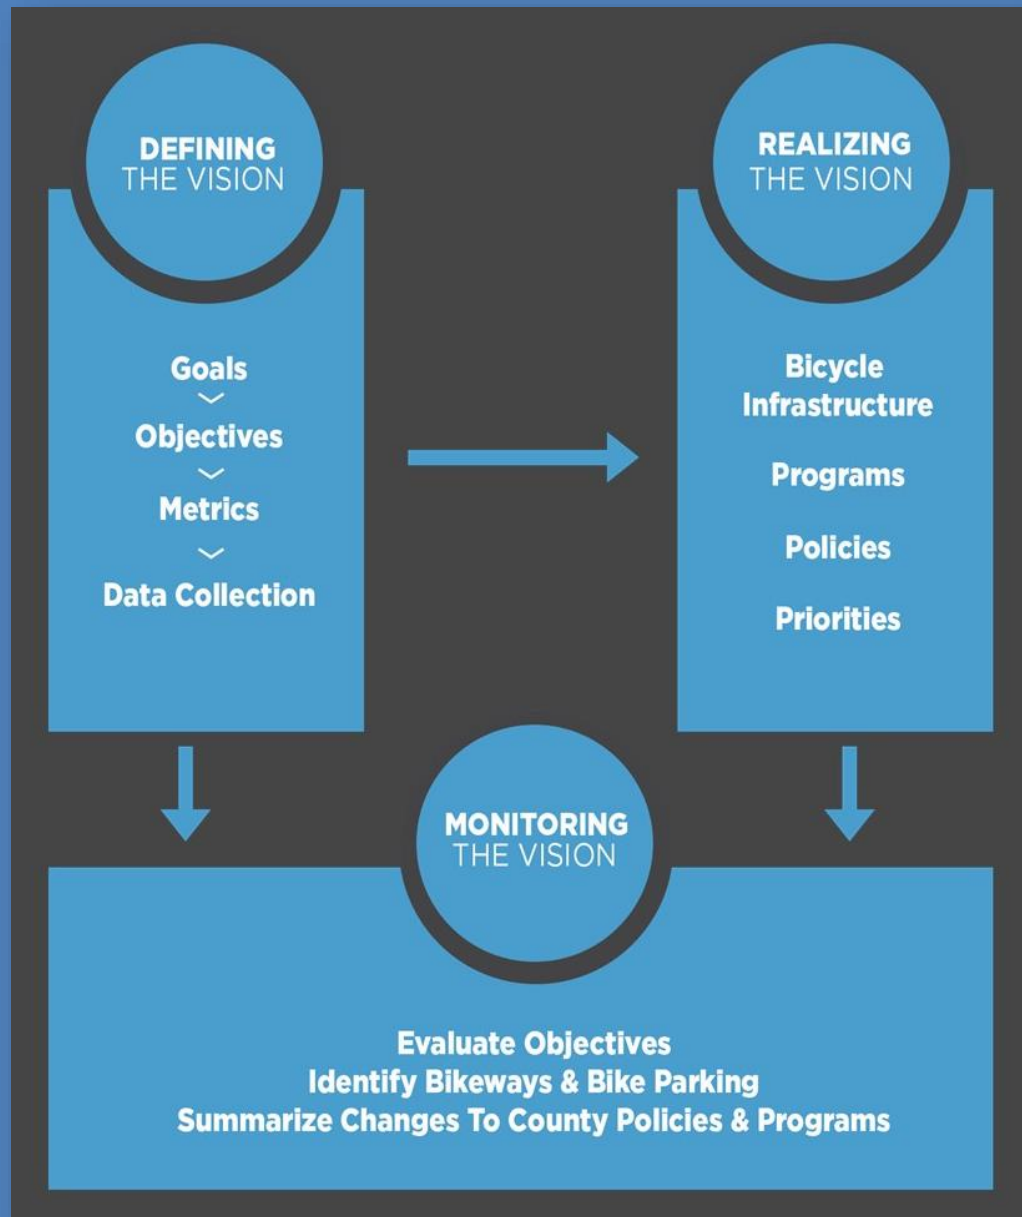 DEFINING
THE VISION
Goals
Objectives
Metrics
Data Collection
REALIZING
THE VISION
Bicycle
Infrastructure
Programs
Policies
Priorities
MONITORING
THE VISION
Evaluate Objectives
Identify Bikeways & Bike Parking
Summarize Changes To County Policies & Programs